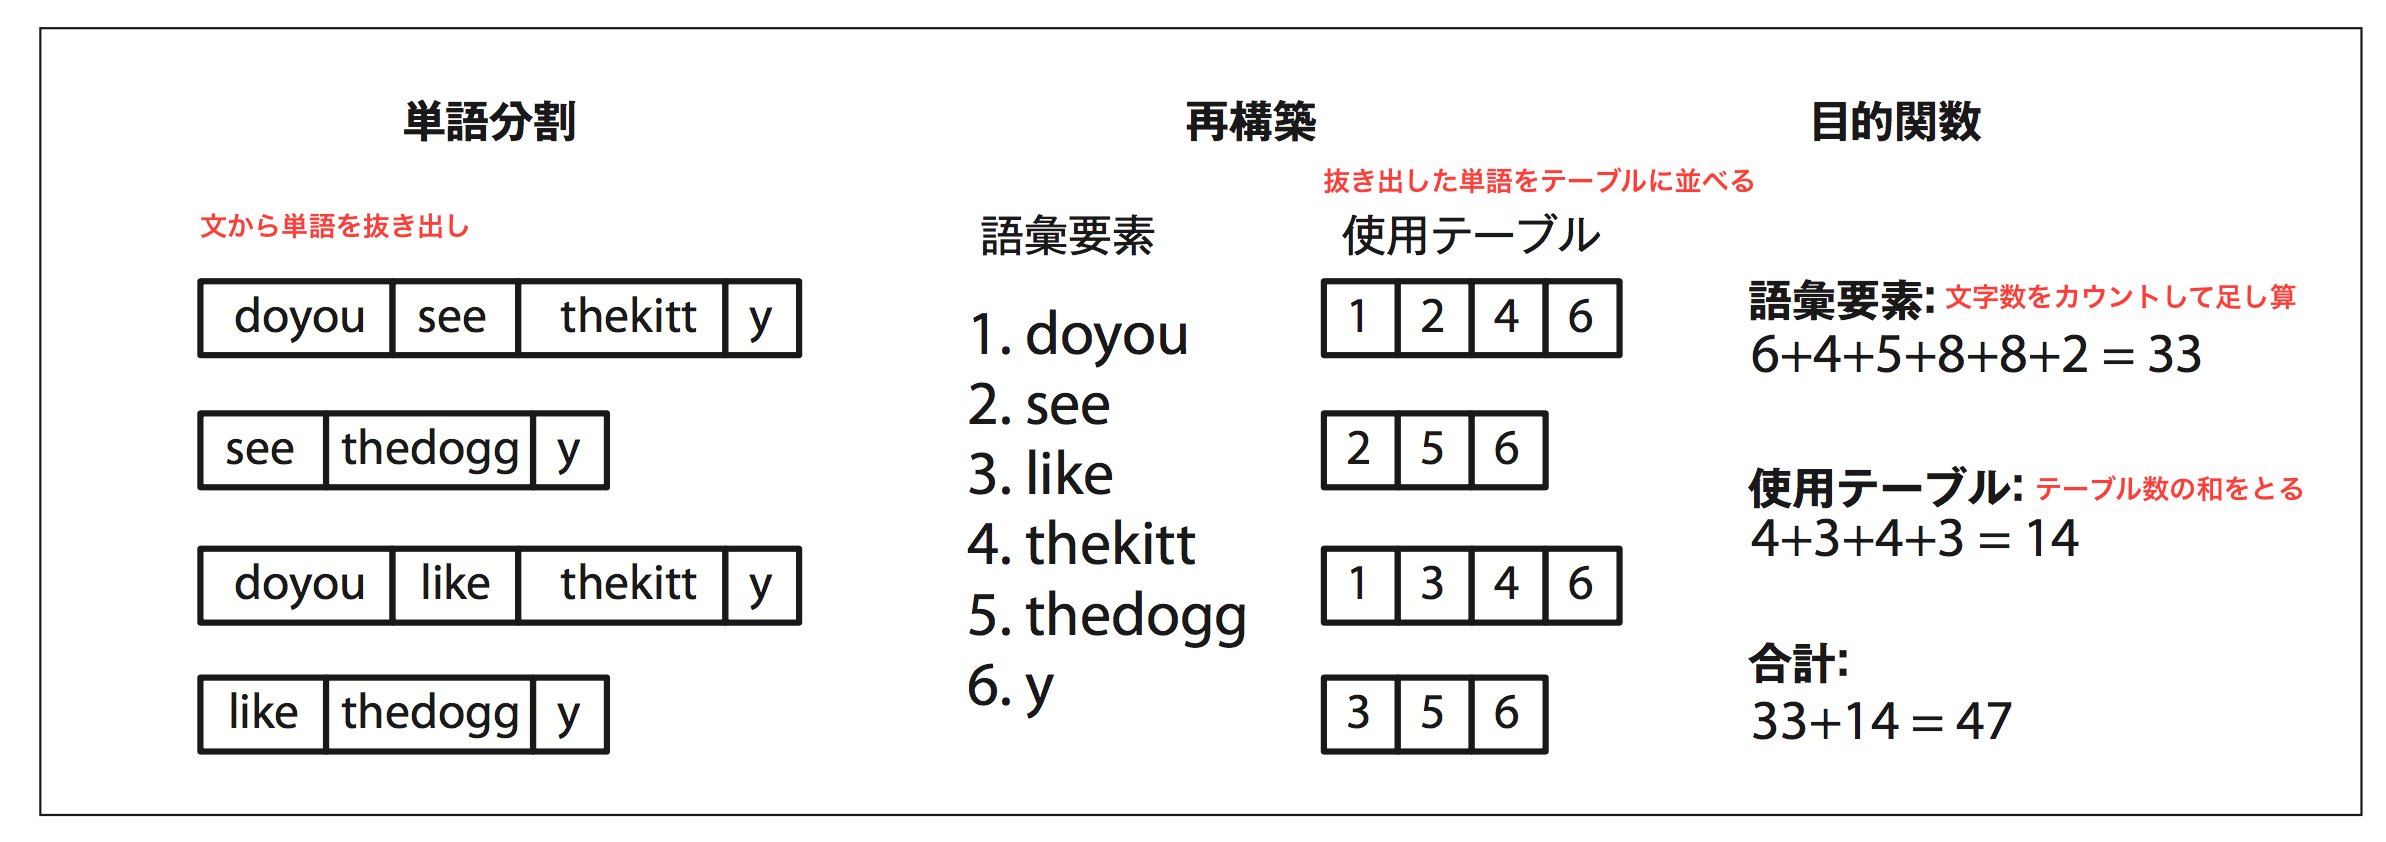 単語分割
文から単語を抜き出し
doyou see thekitt y
see thedogg y
doyou like thekitt y
like thedogg y
再構築
語彙要素
1. doyou
2. see
3. like
4. thekitt
5. thedogg
6. y
抜き出した単語をテーブルに並べる
使用テーブル
1 2 4 6
2 5 6
1 3 4 6
3 5 6
目的関数
語彙要素: 文字数をカウントして足し算
6+4+5+8+8+2 = 33
使用テーブル: テーブル数の和をとる
4+3+4+3 = 14
合計:
33+14 = 47